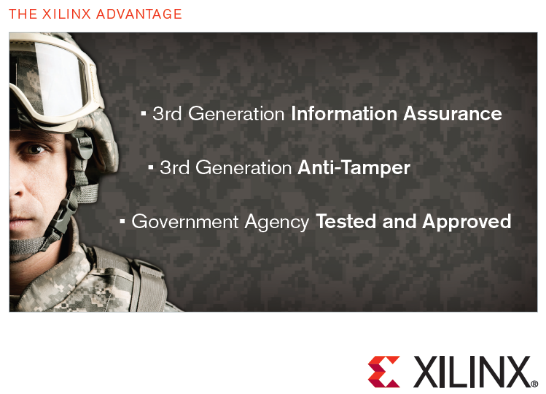 THE XILINX ADVANTAGE
▪ 3rd Generation Information Assurance
▪ 3rd Generation Anti-Tamper
▪ Government Agency Tested and Approved
XILINX®